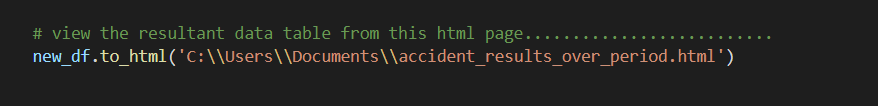 # view the resultant data table from this html page...........................
new_df.to_html('C:\\Users\\Documents\\accident_results_over_period.html')